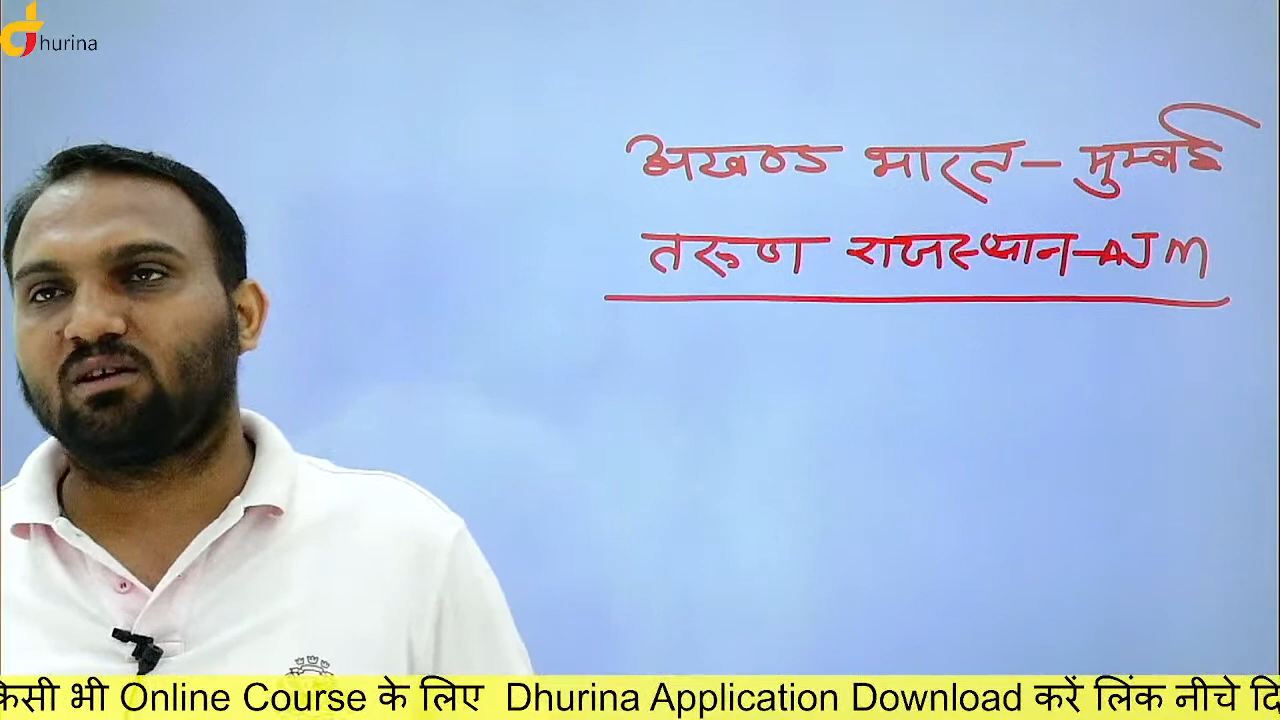 dhurina
अखण्ड भारत - मुम्बई
तरुण राजस्थान - AJM
किसी भी Online Course के लिए Dhurina Application Download करें लिंक नीचे दि